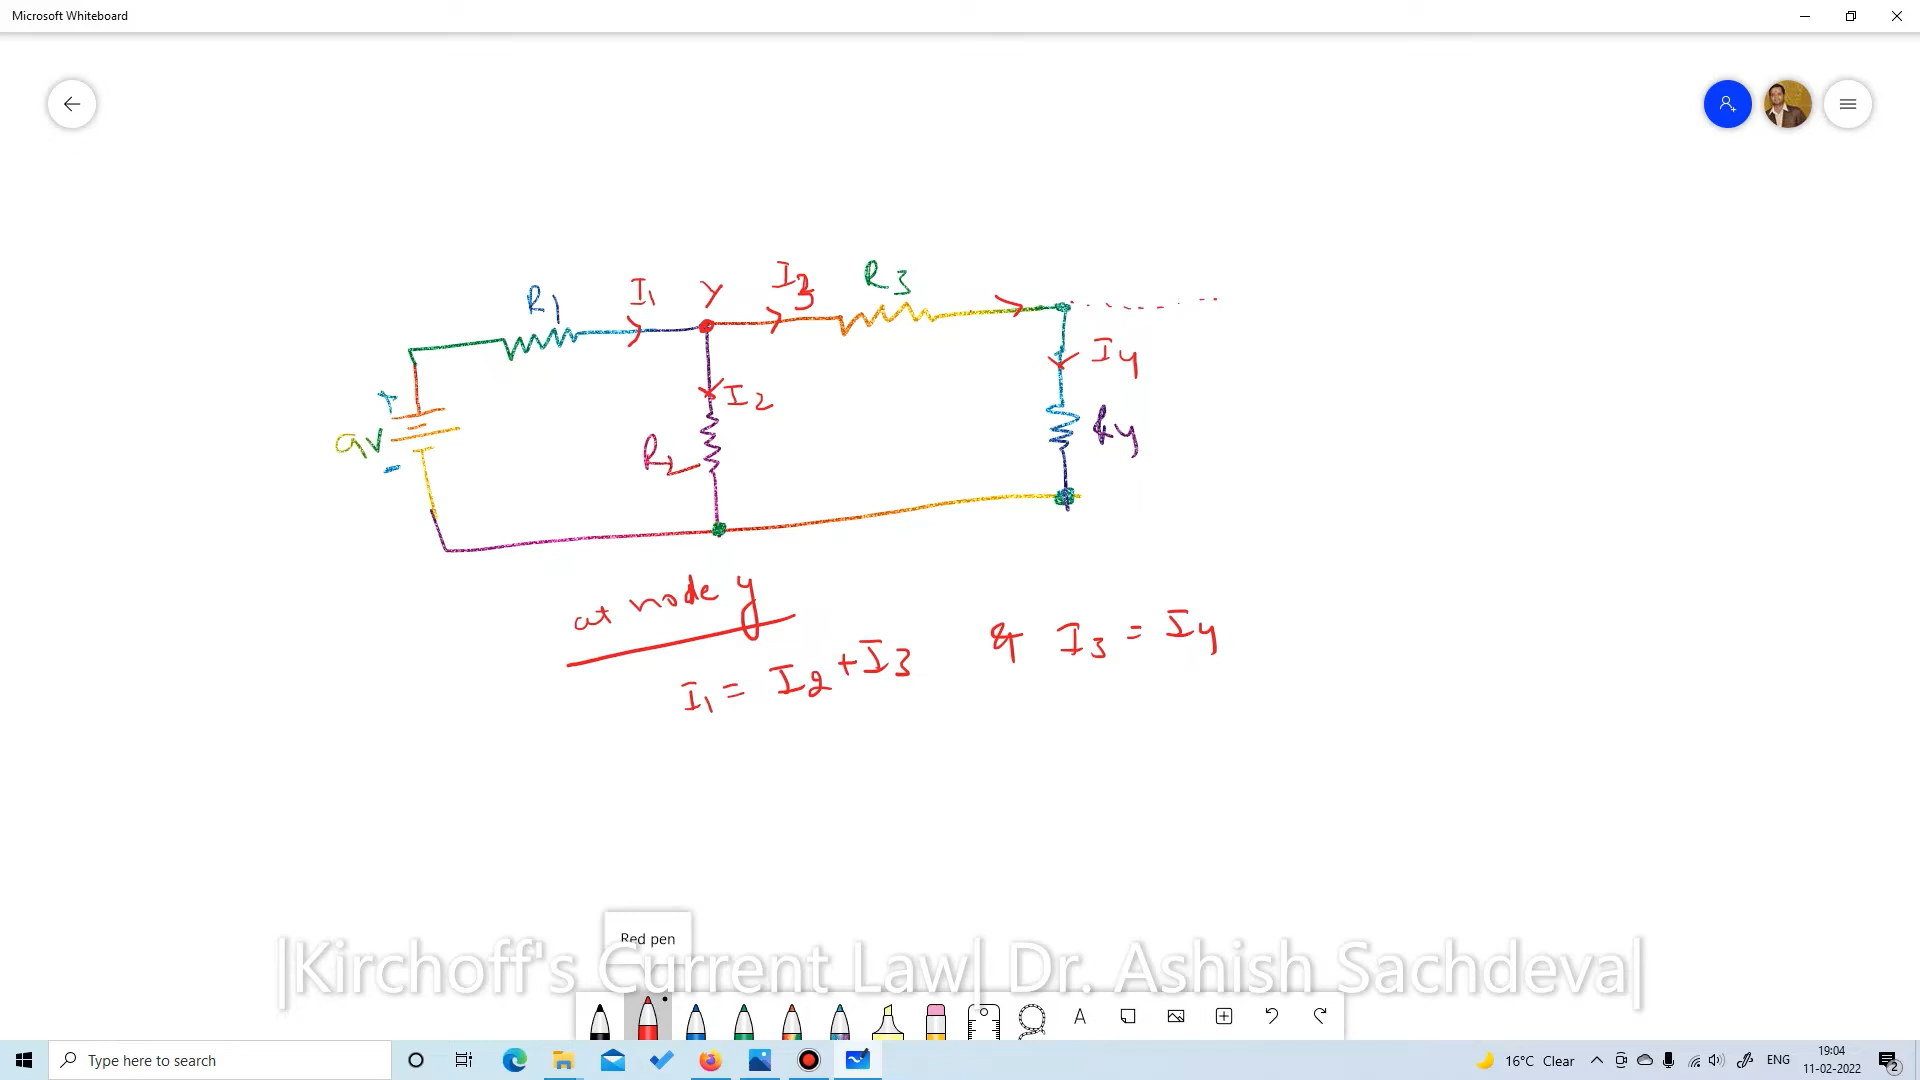 Microsoft Whiteboard
R1
I1
Y
I3
R3
I4
I2
9V
+
-
R2
R4
at node y
I1 = I2 + I3 & I3 = I4
Red pen
|Kirchoff's Current Law| Dr. Ashish Sachdeva|
A
Type here to search
16°C Clear
ENG
19:04
11-02-2022
2